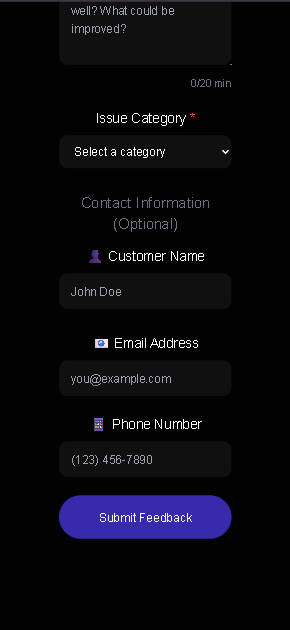 well? What could be
improved?
0/20 min
Issue Category *
Select a category
Contact Information
(Optional)
Customer Name
John Doe
Email Address
you@example.com
Phone Number
(123) 456-7890
Submit Feedback